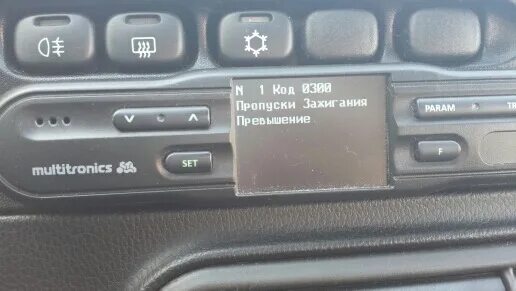 N 1 Код 0300
Пропуски Зажигания
Превышение
PARAM
SET
F
multitronics